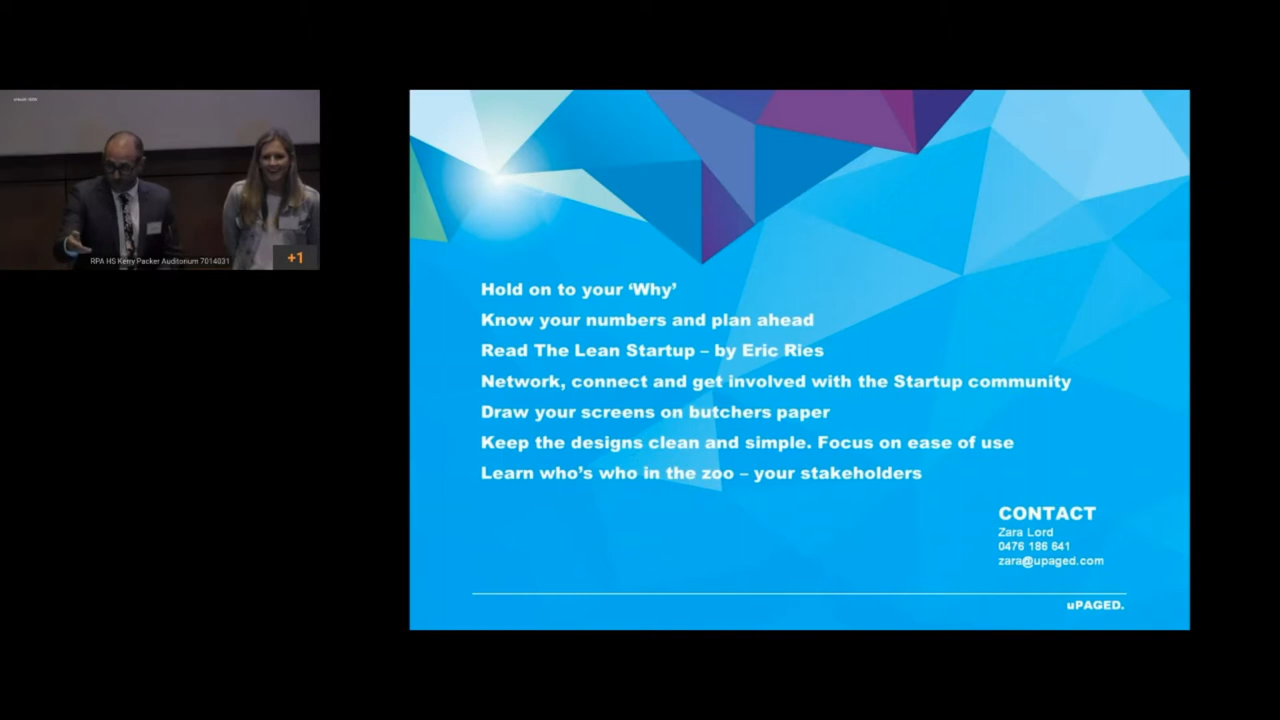 RPA HS Kerry Packer Auditorium 7014031
+1
Hold on to your ‘Why’
Know your numbers and plan ahead
Read The Lean Startup – by Eric Ries
Network, connect and get involved with the Startup community
Draw your screens on butchers paper
Keep the designs clean and simple. Focus on ease of use
Learn who’s who in the zoo – your stakeholders
CONTACT
Zara Lord
0476 186 641
zara@upaged.com
uPAGED.